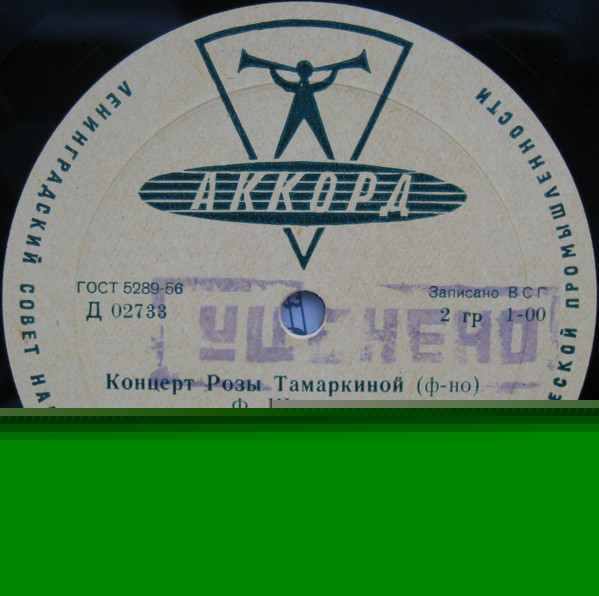 ЛЕНИНГРАДСКИЙ СОВЕТ НА
ЕСКОЙ ПРОМЫШЛЕННОСТИ
АККОРД
ГОСТ 5289-56
Д 02733
Записано ВСГ
2 гр 1-00
УЦЕНЕНО
Концерт Розы Тамаркиной (ф-но)